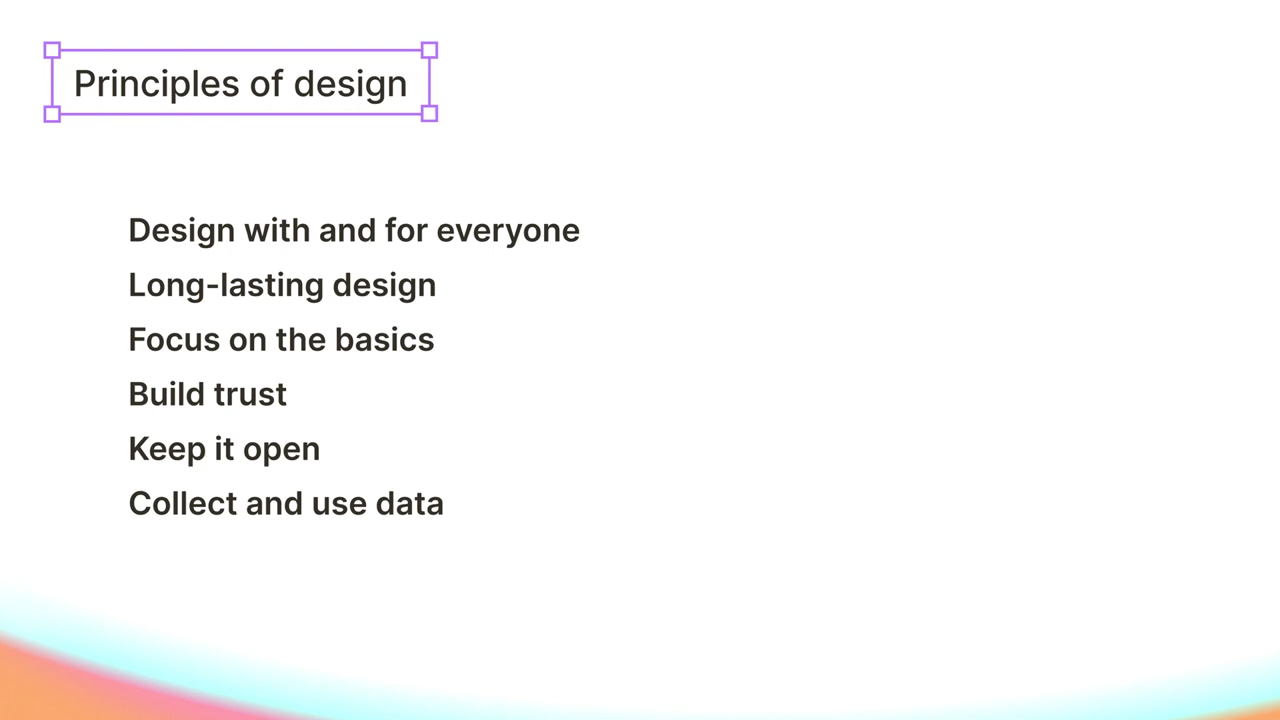 Principles of design
Design with and for everyone
Long-lasting design
Focus on the basics
Build trust
Keep it open
Collect and use data